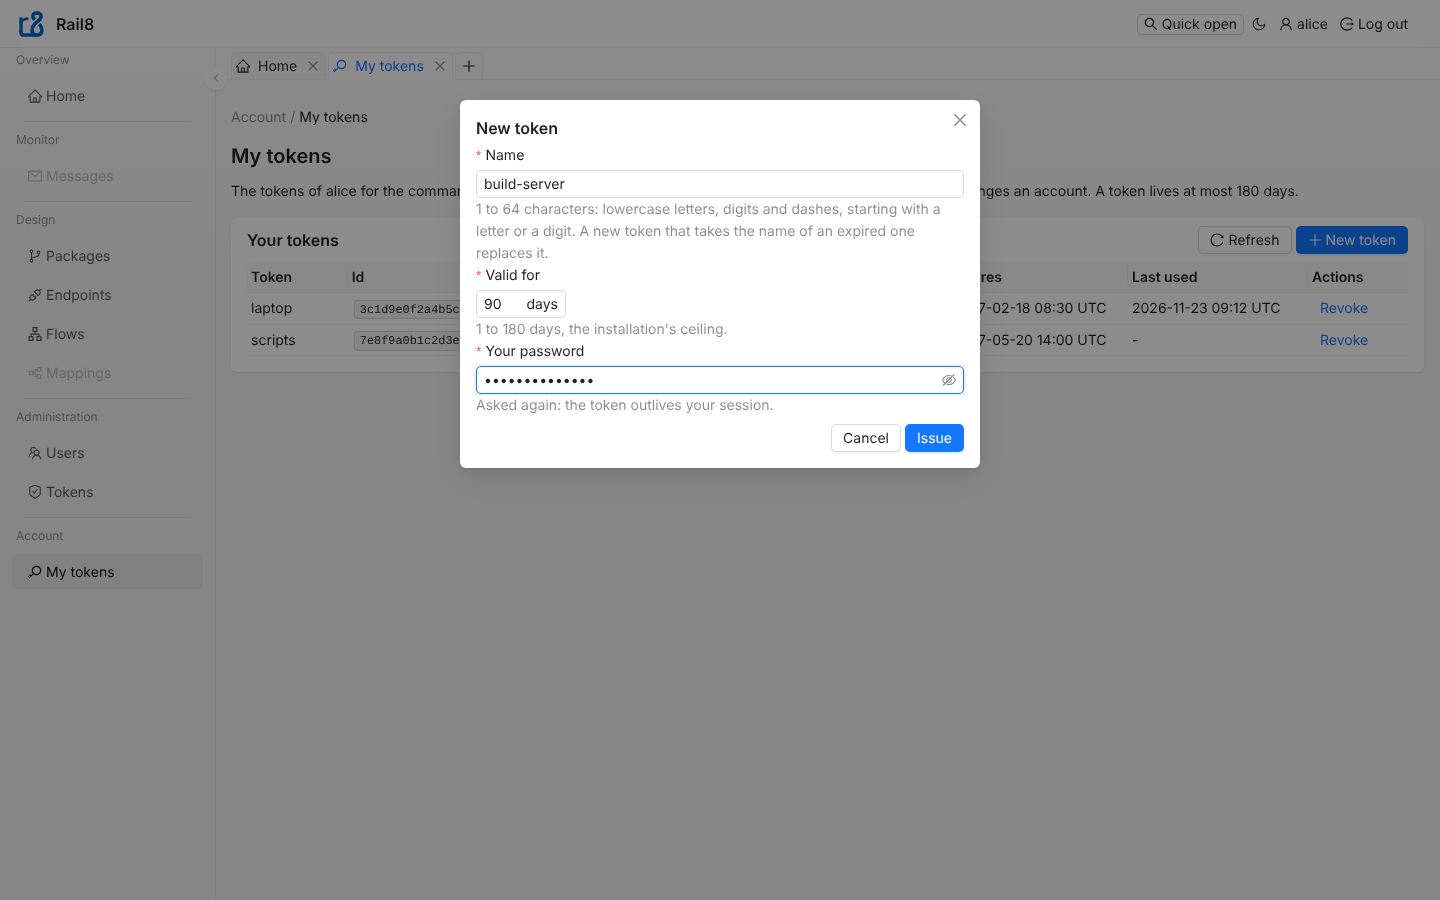 Rail8
Quick open
alice
Log out
Overview
Home
Monitor
Messages
Design
Packages
Endpoints
Flows
Mappings
Administration
Users
Tokens
Account
My tokens
Home
My tokens
Account / My tokens
My tokens
The tokens of alice for the
an account. A token lives at most 180 days.
Your tokens
Refresh
New token
Token Id Last used Actions
laptop 3c1d9e0f2a4b5c 7-02-18 08:30 UTC 2026-11-23 09:12 UTC Revoke
scripts 7e8f9a0b1c2d3e 7-05-20 14:00 UTC - Revoke
New token
* Name
build-server
1 to 64 characters: lowercase letters, digits and dashes, starting with a
letter or a digit. A new token that takes the name of an expired one
replaces it.
* Valid for
90 days
1 to 180 days, the installation's ceiling.
* Your password
••••••••••••••
Asked again: the token outlives your session.
Cancel
Issue